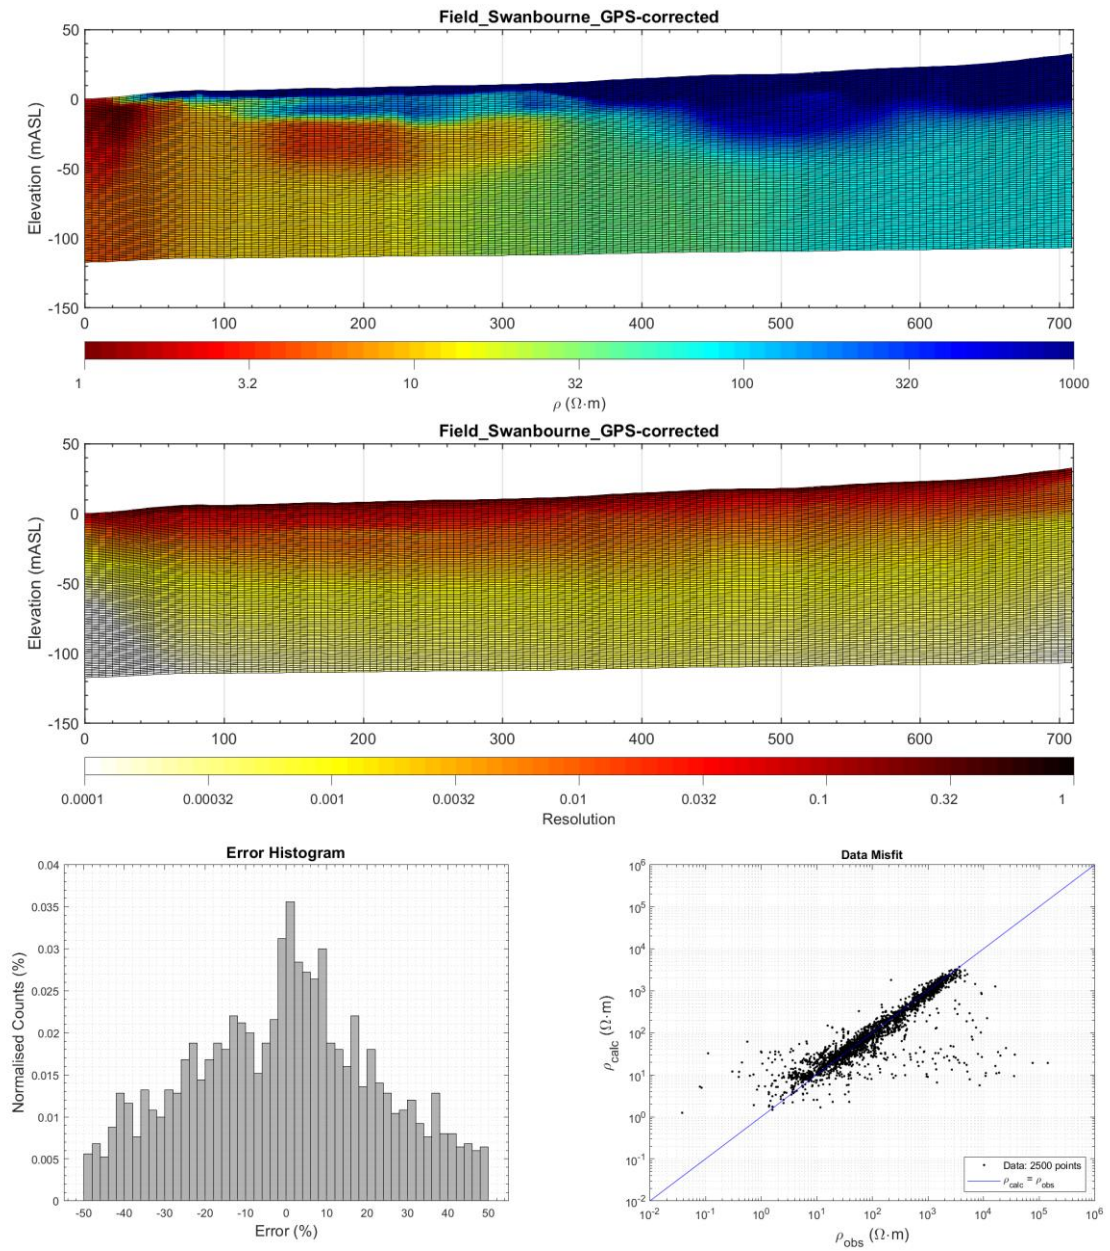 Field_Swanbourne_GPS-corrected
Elevation (mASL)
50
0
-50
-100
-150
0 100 200 300 400 500 600 700
1 3.2 10 32 100 320 1000
ρ (Ω·m)
Field_Swanbourne_GPS-corrected
Elevation (mASL)
50
0
-50
-100
-150
0 100 200 300 400 500 600 700
0.0001 0.00032 0.001 0.0032 0.01 0.032 0.1 0.32 1
Resolution
Error Histogram
Normalised Counts (%)
0.04
0.035
0.03
0.025
0.02
0.015
0.01
0.005
0
-50 -40 -30 -20 -10 0 10 20 30 40 50
Error (%)
Data Misfit
ρcalc (Ω·m)
10^6
10^5
10^4
10^3
10^2
10^1
10^0
10^-1
10^-2
Data: 2500 points
ρcalc = ρobs
10^-2 10^-1 10^0 10^1 10^2 10^3 10^4 10^5 10^6
ρobs (Ω·m)